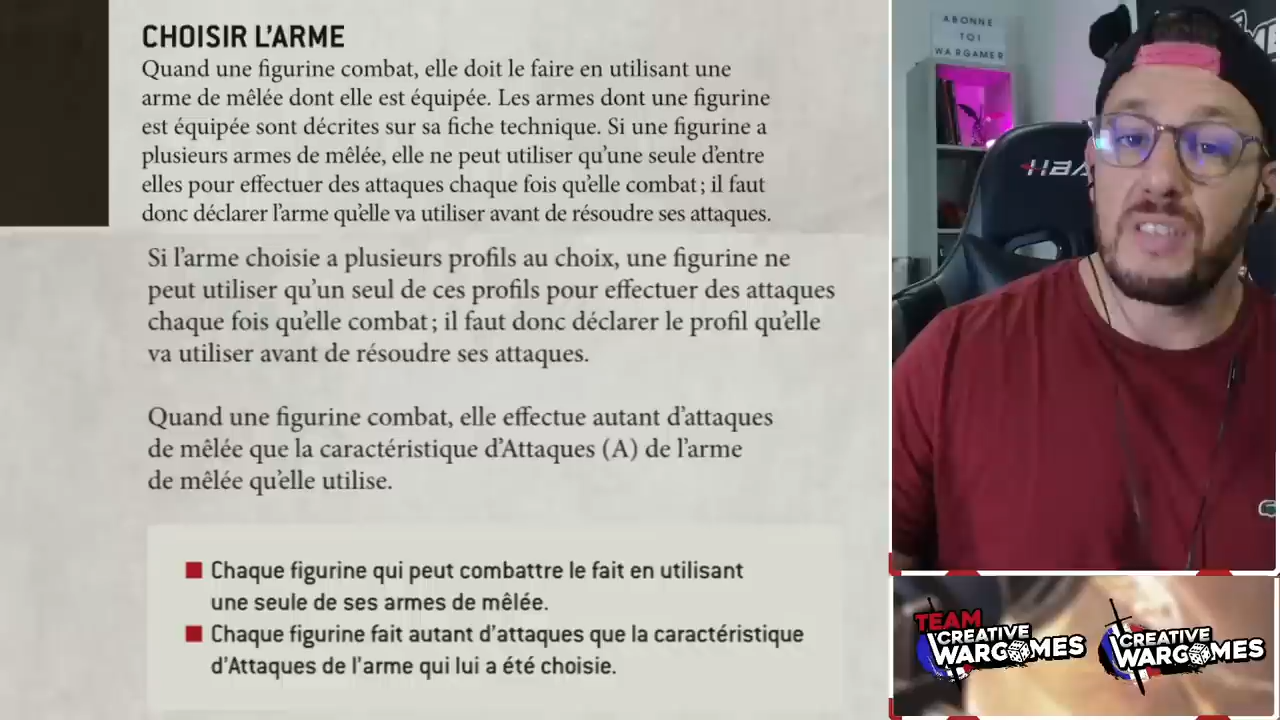 CHOISIR L'ARME
Quand une figurine combat, elle doit le faire en utilisant une
arme de mêlée dont elle est équipée. Les armes dont une figurine
est équipée sont décrites sur sa fiche technique. Si une figurine a
plusieurs armes de mêlée, elle ne peut utiliser qu'une seule d'entre
elles pour effectuer des attaques chaque fois qu'elle combat ; il faut
donc déclarer l'arme qu'elle va utiliser avant de résoudre ses attaques.
Si l'arme choisie a plusieurs profils au choix, une figurine ne
peut utiliser qu'un seul de ces profils pour effectuer des attaques
chaque fois qu'elle combat ; il faut donc déclarer le profil qu'elle
va utiliser avant de résoudre ses attaques.
Quand une figurine combat, elle effectue autant d'attaques
de mêlée que la caractéristique d'Attaques (A) de l'arme
de mêlée qu'elle utilise.
Chaque figurine qui peut combattre le fait en utilisant
une seule de ses armes de mêlée.
Chaque figurine fait autant d'attaques que la caractéristique
d'Attaques de l'arme qui lui a été choisie.
ABONNE
TOI
WARGAMER
HBA
TEAM
CREATIVE
WARGAMES
CREATIVE
WARGAMES